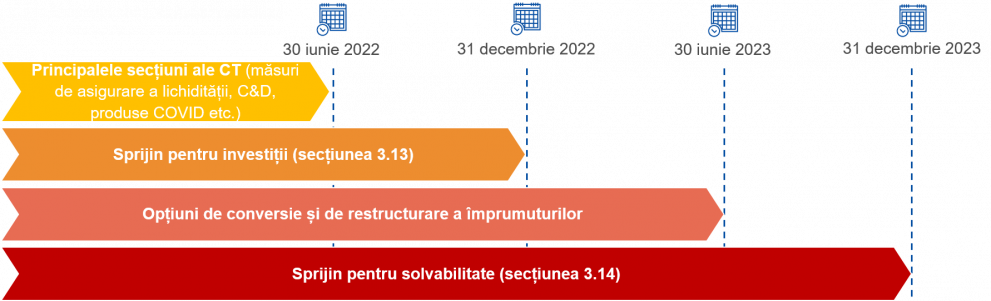 30 iunie 2022
31 decembrie 2022
30 iunie 2023
31 decembrie 2023
Principalele secțiuni ale CT (măsuri
de asigurare a lichidității, C&D,
produse COVID etc.)
Sprijin pentru investiții (secțiunea 3.13)
Opțiuni de conversie și de restructurare a împrumuturilor
Sprijin pentru solvabilitate (secțiunea 3.14)